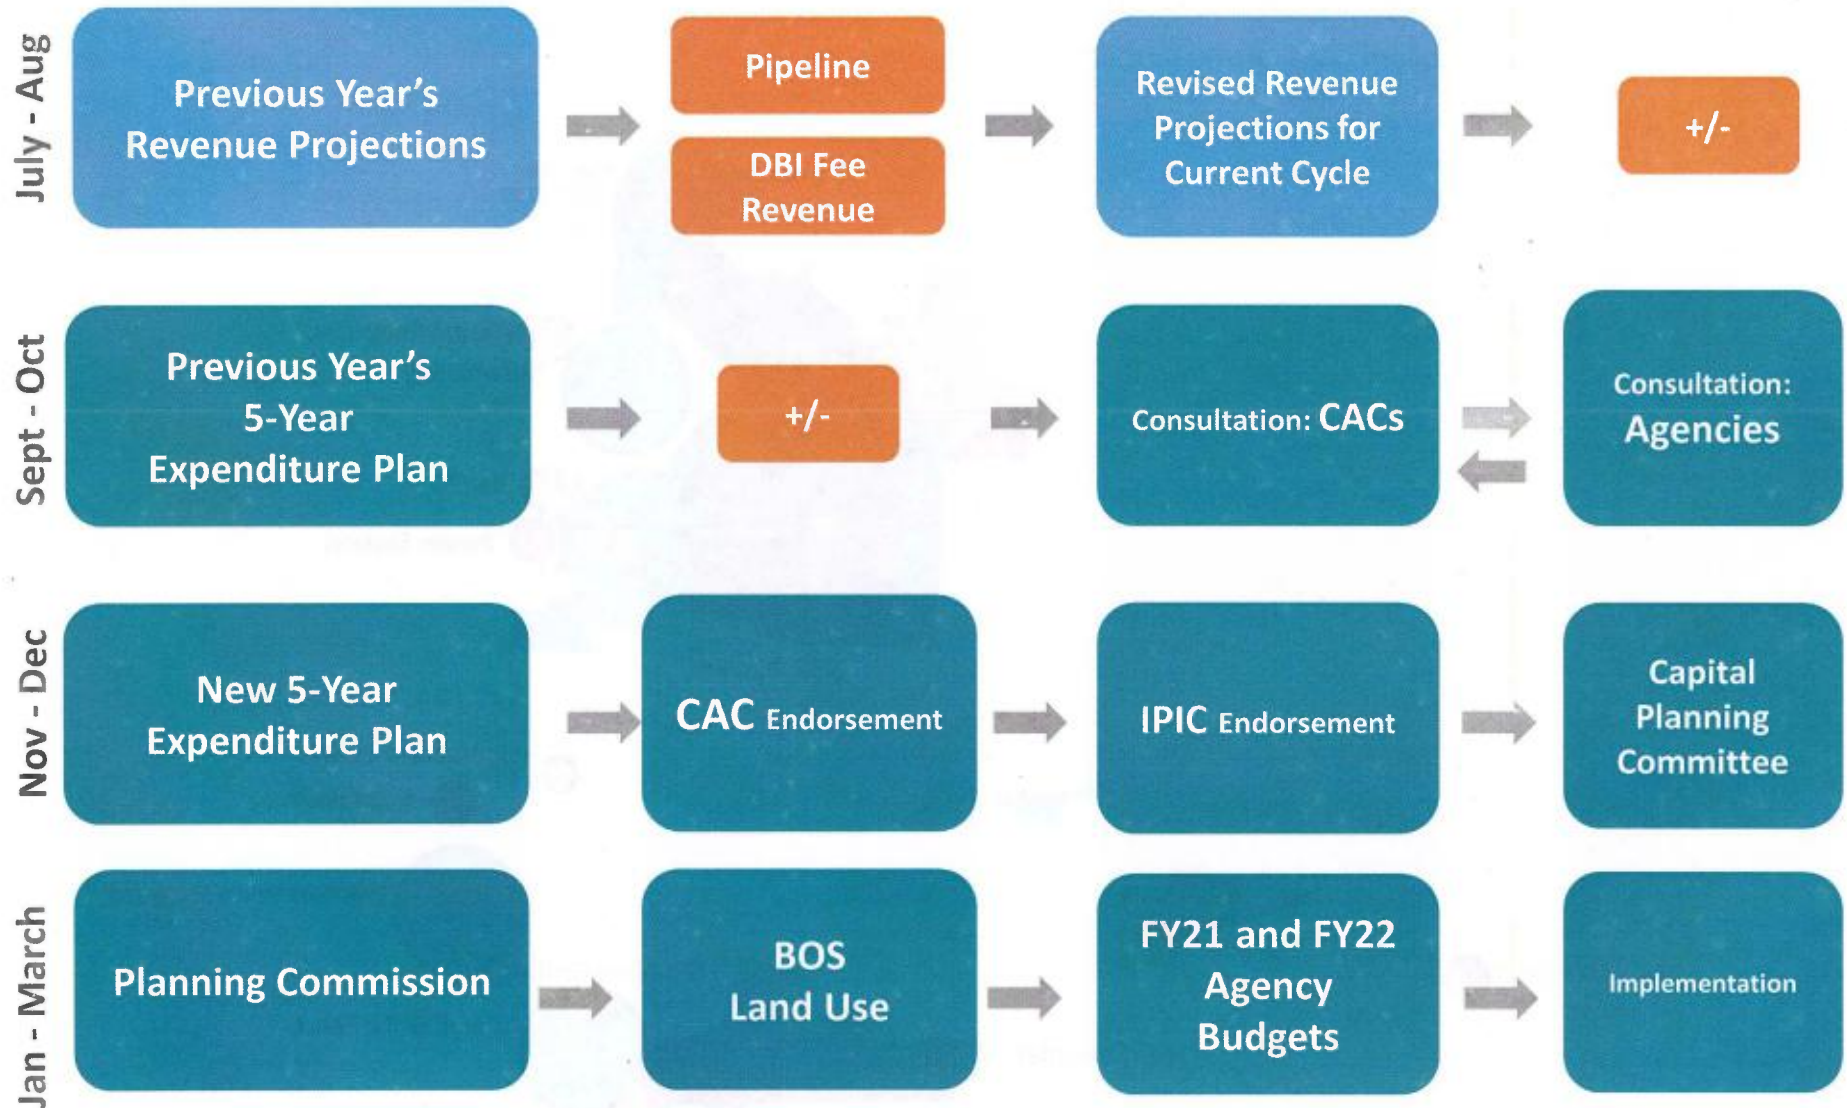 July - Aug
Previous Year's
Revenue Projections
Pipeline
DBI Fee
Revenue
Revised Revenue
Projections for
Current Cycle
+/-
Sept - Oct
Previous Year's
5-Year
Expenditure Plan
+/-
Consultation: CACs
Consultation:
Agencies
Nov - Dec
New 5-Year
Expenditure Plan
CAC Endorsement
IPIC Endorsement
Capital
Planning
Committee
Jan - March
Planning Commission
BOS
Land Use
FY21 and FY22
Agency
Budgets
Implementation